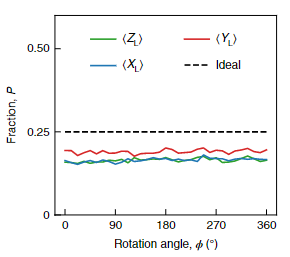 ⟨Z_L⟩
⟨Y_L⟩
⟨X_L⟩
Ideal
0.50
0.25
0
Fraction, P
0 90 180 270 360
Rotation angle, ϕ (°)